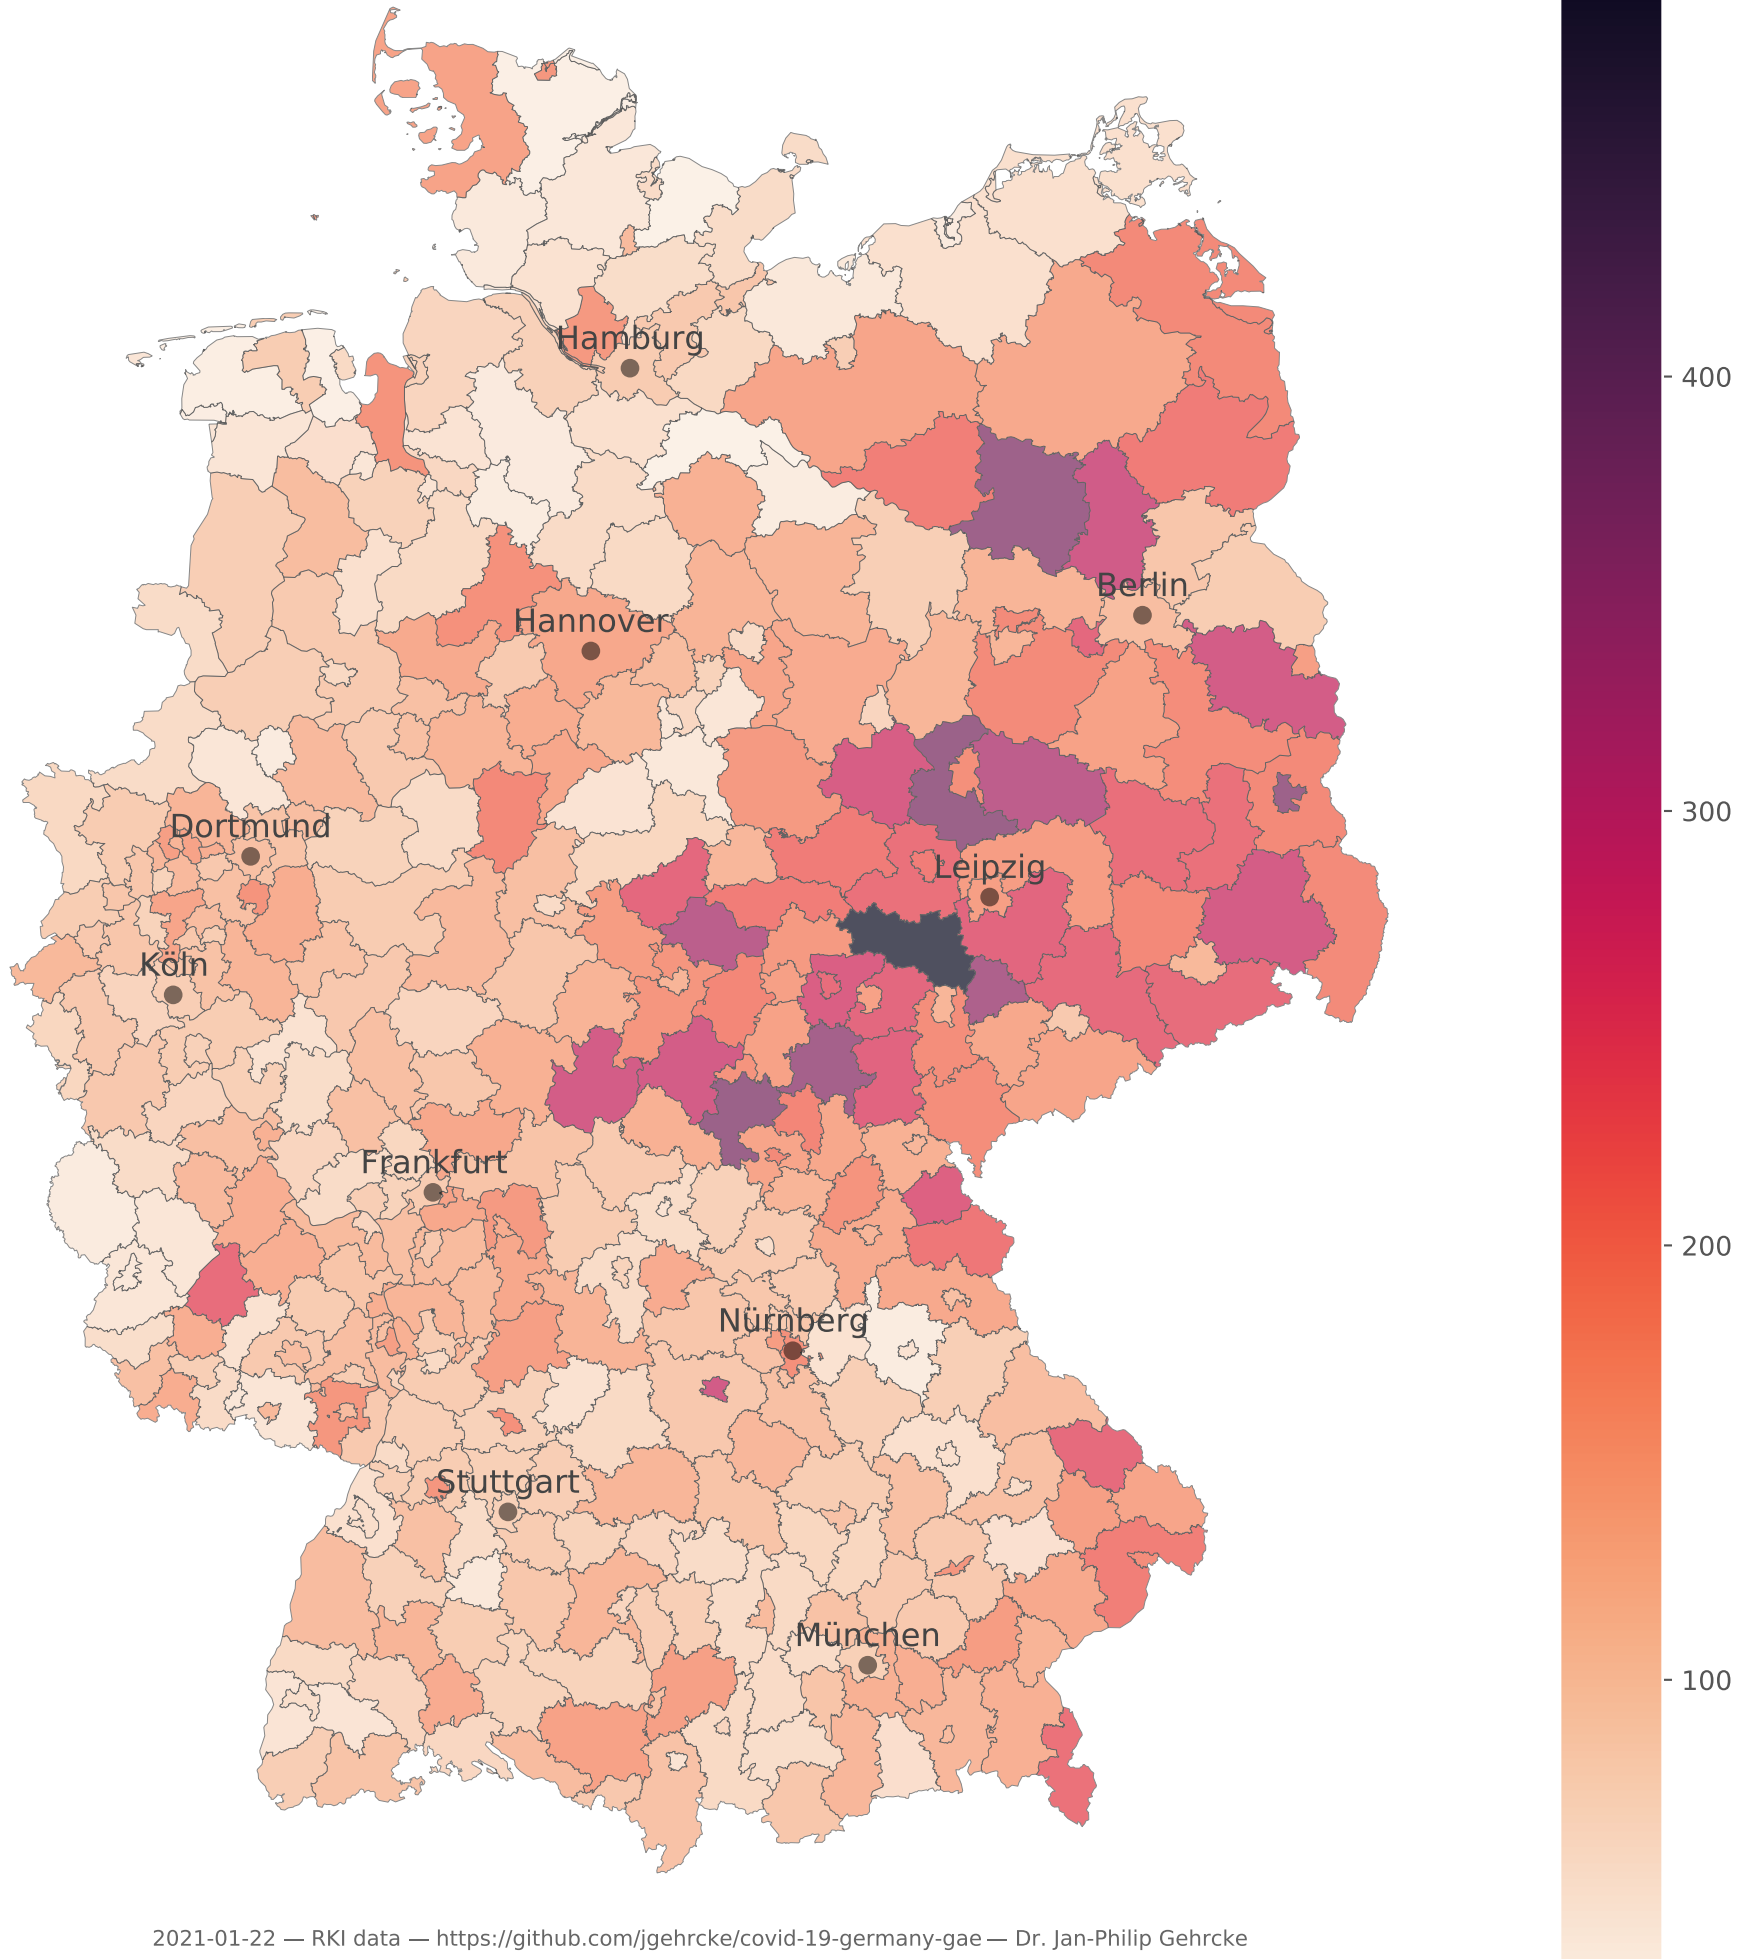 Hamburg
400
Berlin
Hannover
300
Dortmund
Leipzig
Köln
Frankfurt
200
Nürnberg
Stuttgart
München
100
2021-01-22 — RKI data — https://github.com/jgehrcke/covid-19-germany-gae — Dr. Jan-Philip Gehrcke